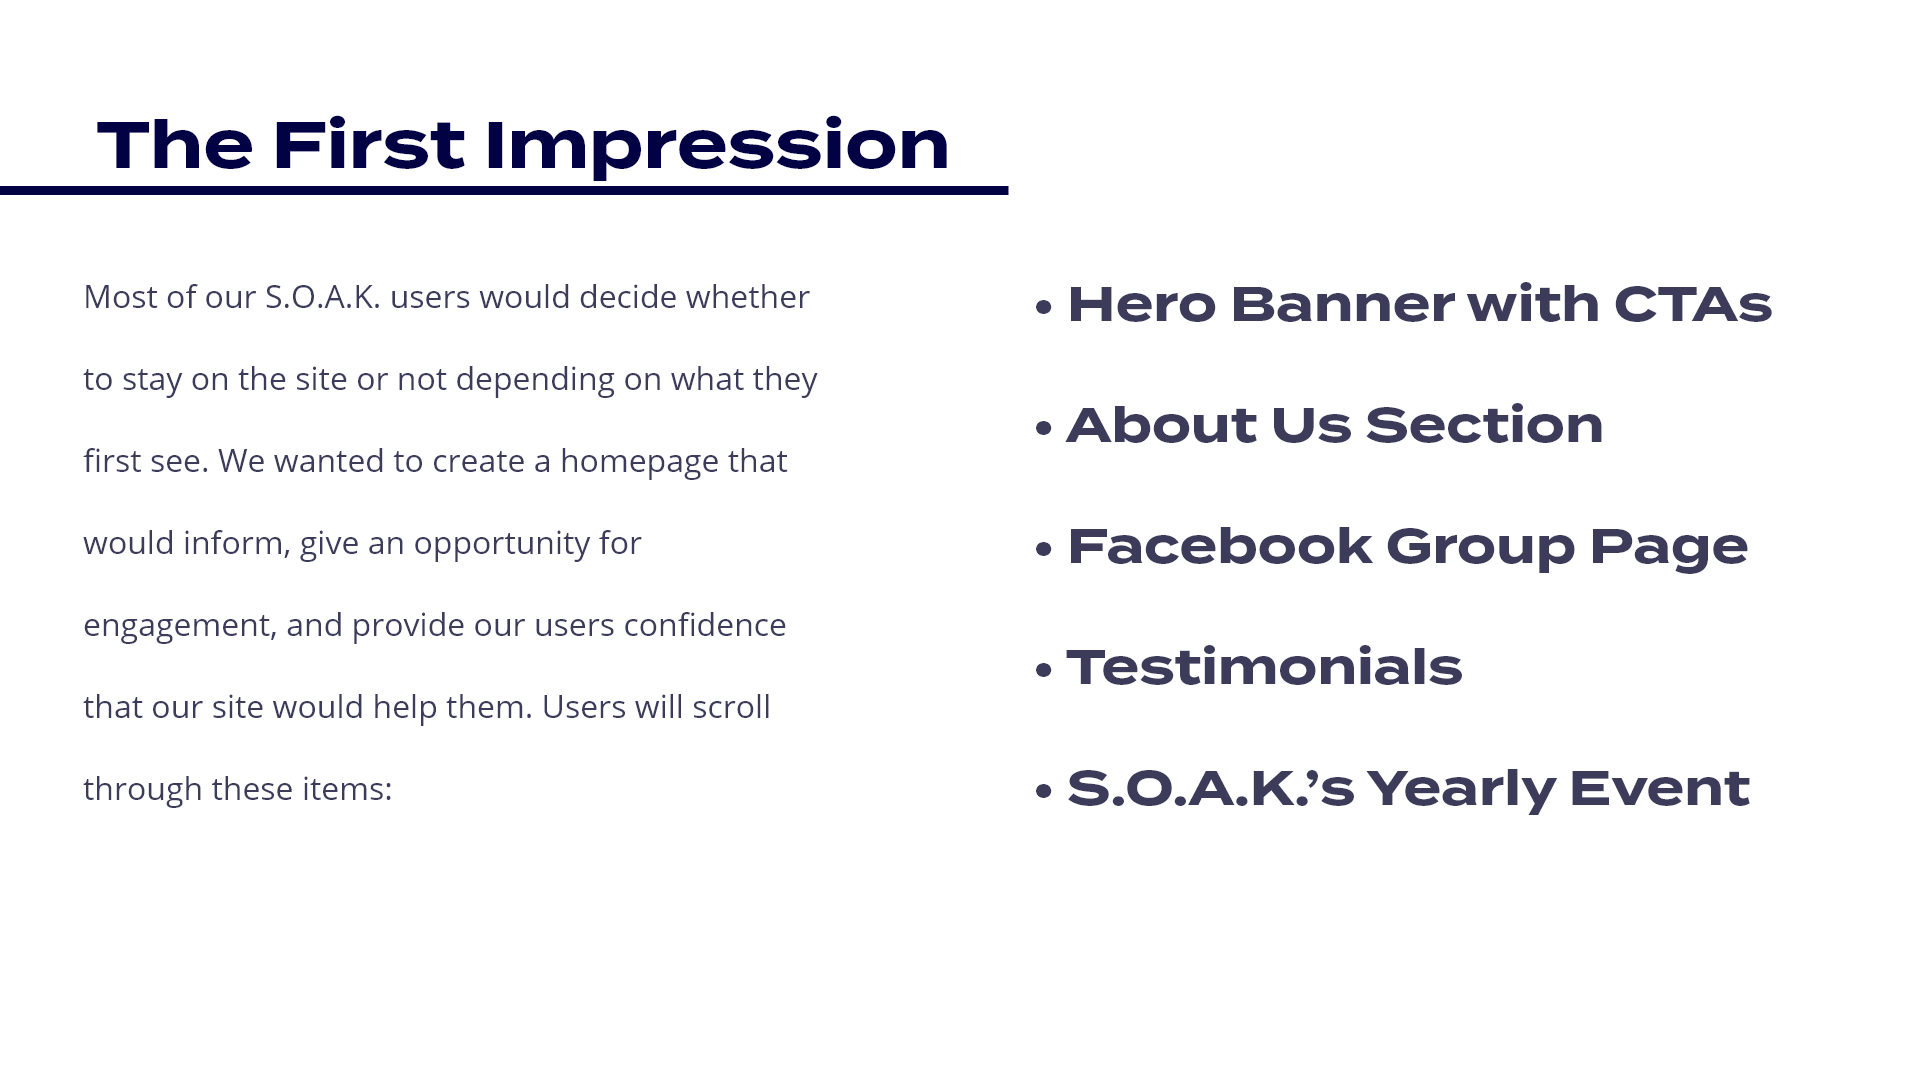 The First Impression
Most of our S.O.A.K. users would decide whether
to stay on the site or not depending on what they
first see. We wanted to create a homepage that
would inform, give an opportunity for
engagement, and provide our users confidence
that our site would help them. Users will scroll
through these items:
• Hero Banner with CTAs
• About Us Section
• Facebook Group Page
• Testimonials
• S.O.A.K.’s Yearly Event